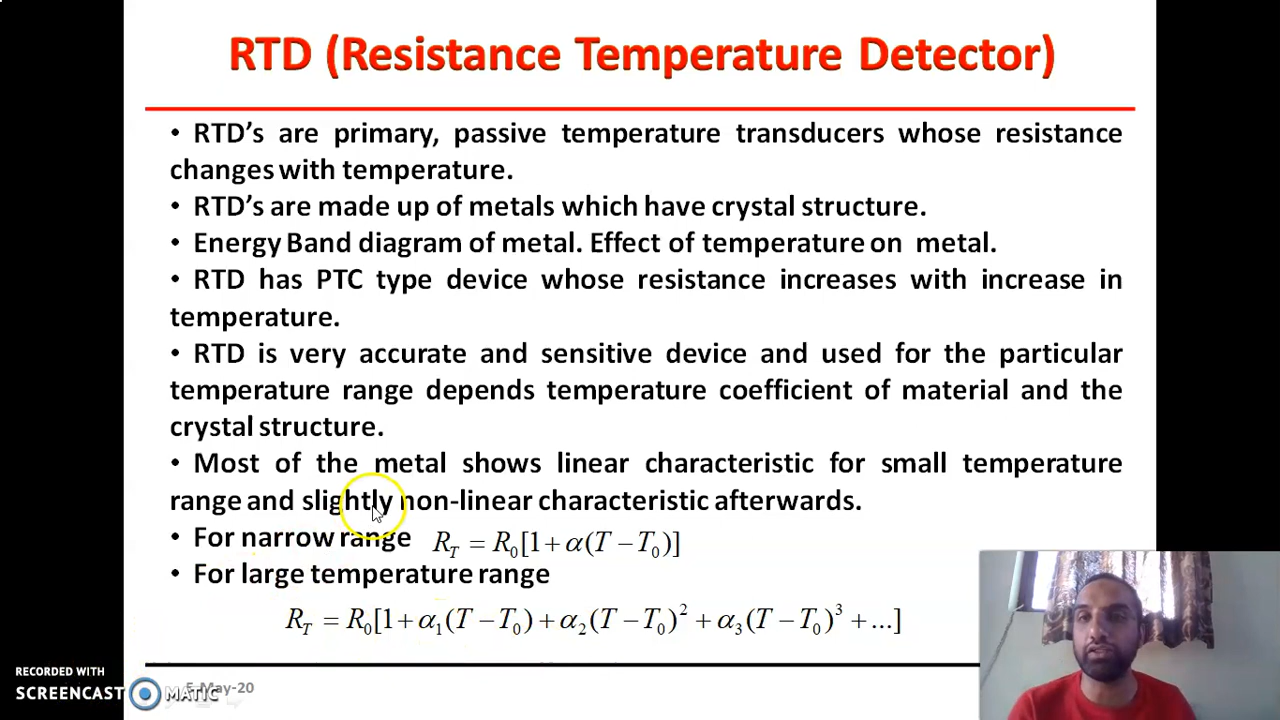 RTD (Resistance Temperature Detector)
• RTD's are primary, passive temperature transducers whose resistance
changes with temperature.
• RTD's are made up of metals which have crystal structure.
• Energy Band diagram of metal. Effect of temperature on metal.
• RTD has PTC type device whose resistance increases with increase in
temperature.
• RTD is very accurate and sensitive device and used for the particular
temperature range depends temperature coefficient of material and the
crystal structure.
• Most of the metal shows linear characteristic for small temperature
range and slightly non-linear characteristic afterwards.
• For narrow range R_T = R_0[1+α(T−T_0)]
• For large temperature range
R_T = R_0[1+α_1(T−T_0)+α_2(T−T_0)^2+α_3(T−T_0)^3+...]
RECORDED WITH
SCREENCAST MATIC
5-May-20